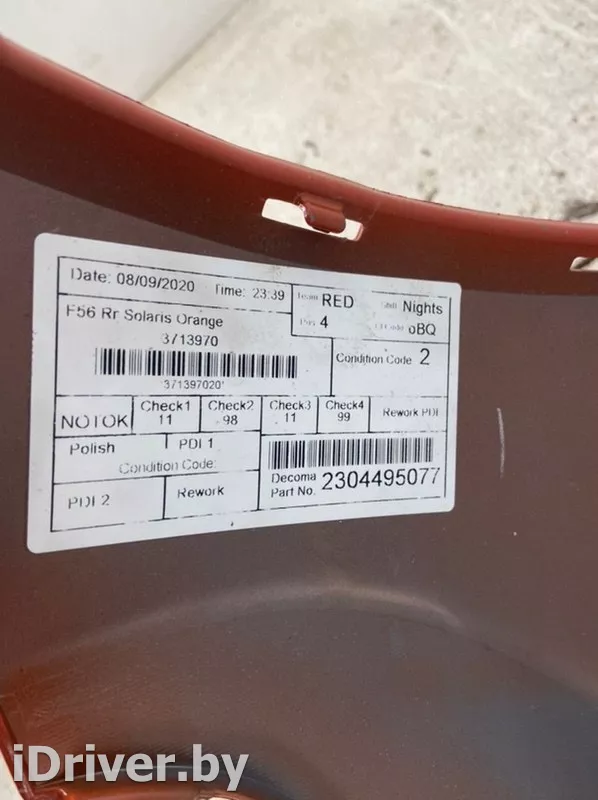 Date: 08/09/2020 Time: 23:39
Team RED Shift Nights
F56 Rr Solaris Orange
Pos 4 oBQ
3713970
371397020
Condition Code 2
NOTOK Check1 11 Check2 98 Check3 11 Check4 99 Rework PDI
Polish PDI 1
Condition Code:
PDI 2 Rework
Decoma Part No. 2304495077
iDriver.by